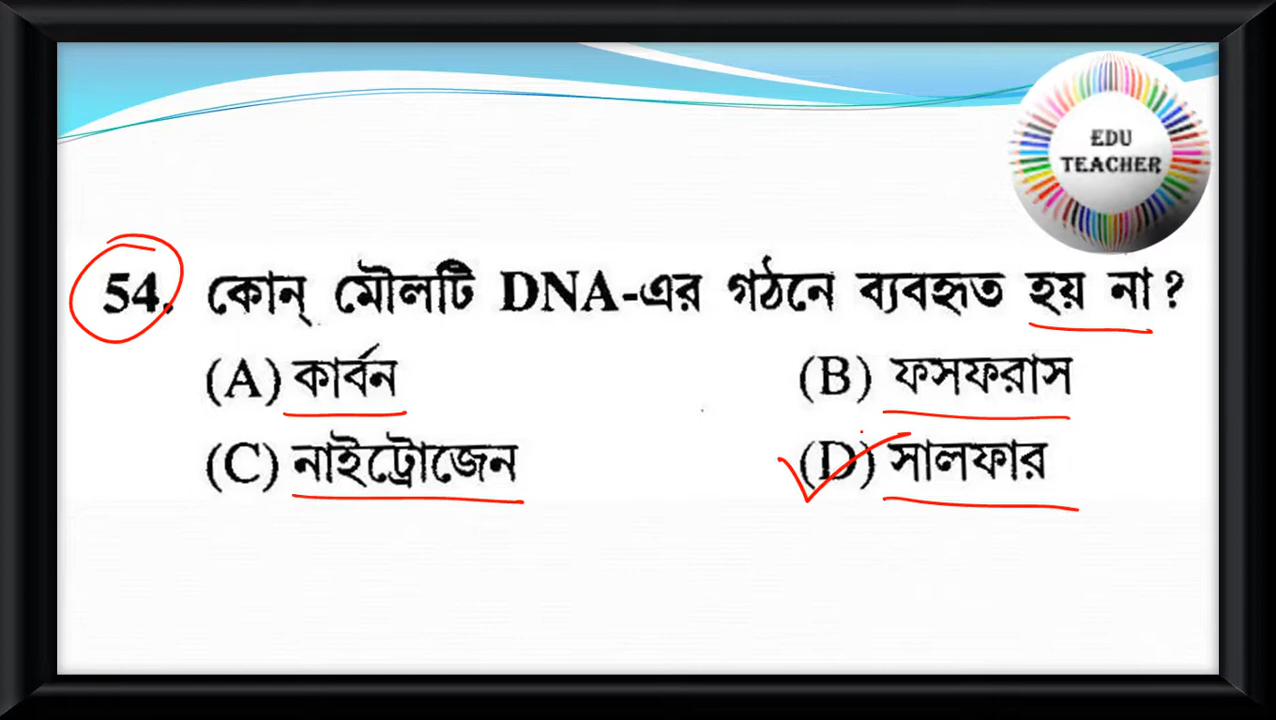 EDU
TEACHER
54. কোন্ মৌলটি DNA-এর গঠনে ব্যবহৃত হয় না?
(A) কার্বন (B) ফসফরাস
(C) নাইট্রোজেন (D) সালফার